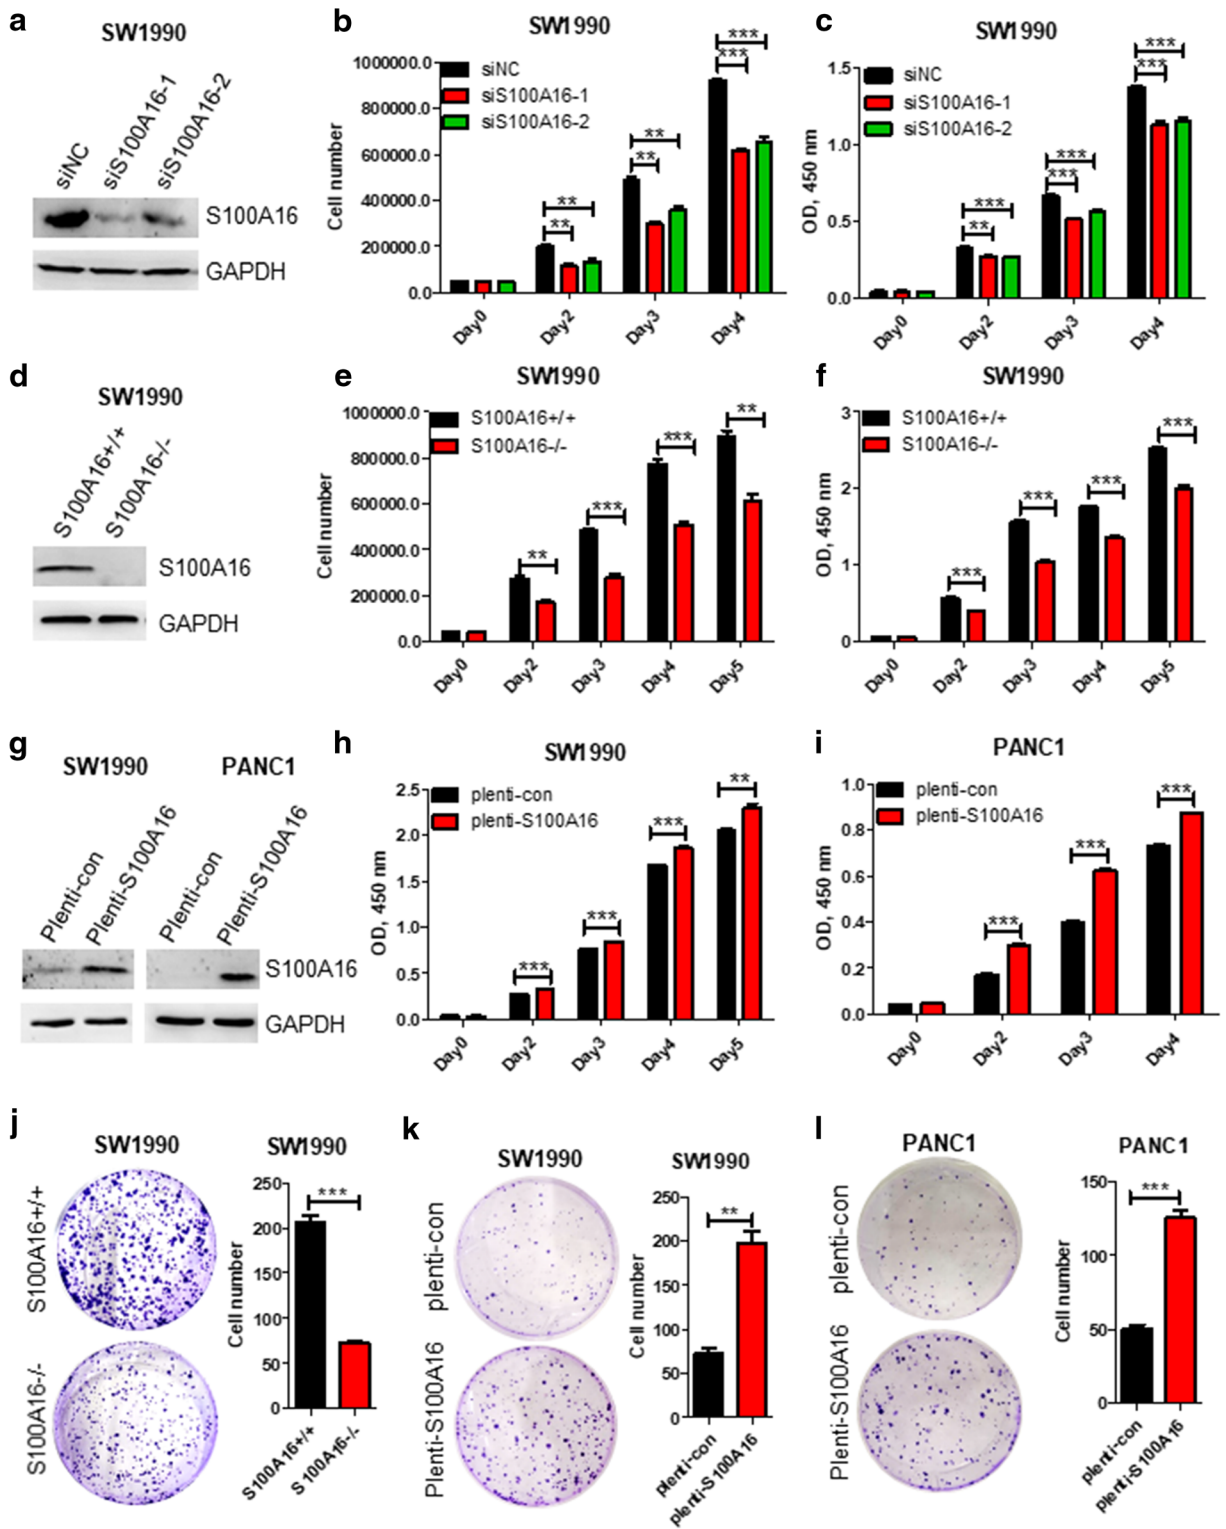 a
SW1990
siNC
siS100A16-1
siS100A16-2
S100A16
GAPDH
b
SW1990
Cell number
1000000.0
800000.0
600000.0
400000.0
200000.0
0.0
siNC
siS100A16-1
siS100A16-2
**
**
**
**
***
***
Day0
Day2
Day3
Day4
c
SW1990
OD, 450 nm
1.5
1.0
0.5
0.0
siNC
siS100A16-1
siS100A16-2
***
**
***
***
***
***
Day0
Day2
Day3
Day4
d
SW1990
S100A16+/+
S100A16-/-
S100A16
GAPDH
e
SW1990
Cell number
1000000.0
800000.0
600000.0
400000.0
200000.0
0.0
S100A16+/+
S100A16-/-
**
***
***
**
Day0
Day2
Day3
Day4
Day5
f
SW1990
OD, 450 nm
3
2
1
0
S100A16+/+
S100A16-/-
***
***
***
***
Day0
Day2
Day3
Day4
Day5
g
SW1990
PANC1
Plenti-con
Plenti-S100A16
Plenti-con
Plenti-S100A16
S100A16
GAPDH
h
SW1990
OD, 450 nm
2.5
2.0
1.5
1.0
0.5
0.0
plenti-con
plenti-S100A16
***
***
***
**
Day0
Day2
Day3
Day4
Day5
i
PANC1
OD, 450 nm
1.0
0.8
0.6
0.4
0.2
0.0
plenti-con
plenti-S100A16
***
***
***
Day0
Day2
Day3
Day4
j
SW1990
S100A16+/+
S100A16-/-
SW1990
Cell number
250
200
150
100
50
0
***
S100A16+/+
S100A16-/-
k
SW1990
plenti-con
Plenti-S100A16
SW1990
Cell number
250
200
150
100
50
0
**
plenti-con
plenti-S100A16
l
PANC1
plenti-con
Plenti-S100A16
PANC1
Cell number
150
100
50
0
***
plenti-con
plenti-S100A16